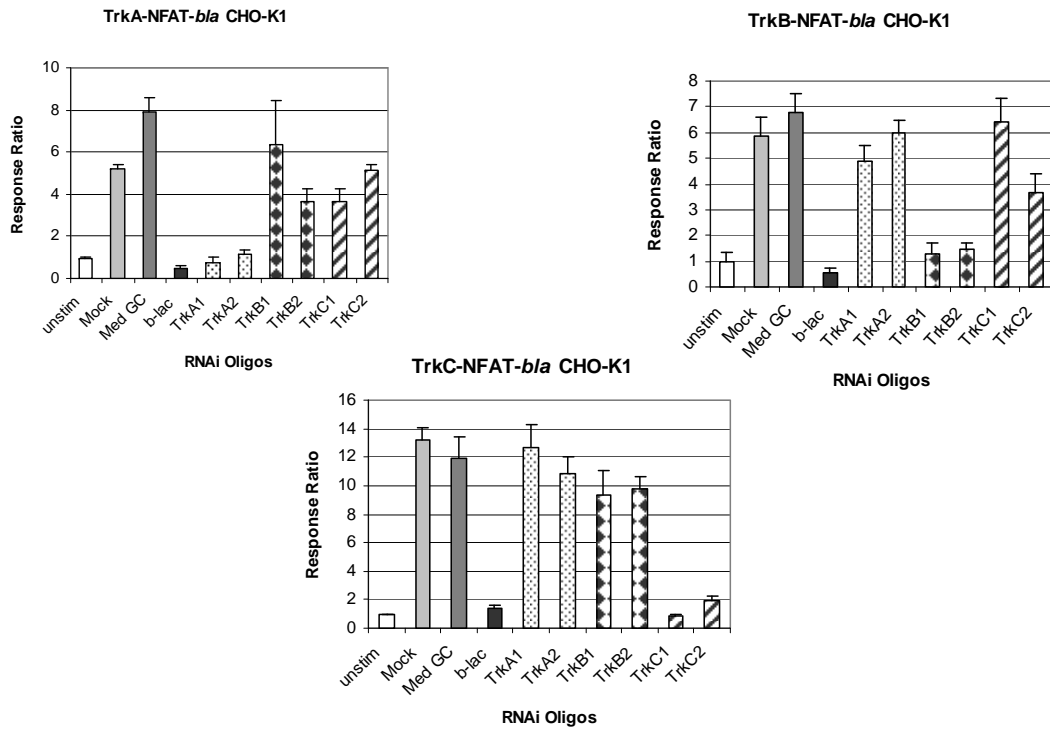 TrkA-NFAT-bla CHO-K1
Response Ratio
10
8
6
4
2
0
unstim
Mock
Med GC
b-lac
TrkA1
TrkA2
TrkB1
TrkB2
TrkC1
TrkC2
RNAi Oligos
TrkB-NFAT-bla CHO-K1
Response Ratio
8
7
6
5
4
3
2
1
0
unstim
Mock
Med GC
b-lac
TrkA1
TrkA2
TrkB1
TrkB2
TrkC1
TrkC2
RNAi Oligos
TrkC-NFAT-bla CHO-K1
Response Ratio
16
14
12
10
8
6
4
2
0
unstim
Mock
Med GC
b-lac
TrkA1
TrkA2
TrkB1
TrkB2
TrkC1
TrkC2
RNAi Oligos